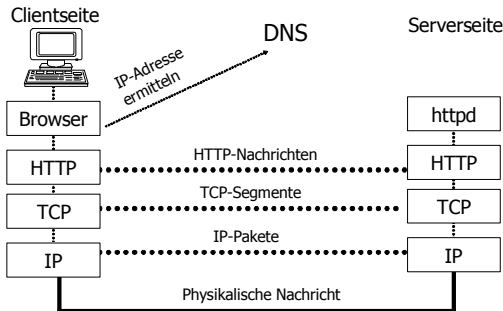 Clientseite
DNS
Serverseite
IP-Adresse
ermitteln
Browser
httpd
HTTP
HTTP-Nachrichten
HTTP
TCP
TCP-Segmente
TCP
IP
IP-Pakete
IP
Physikalische Nachricht